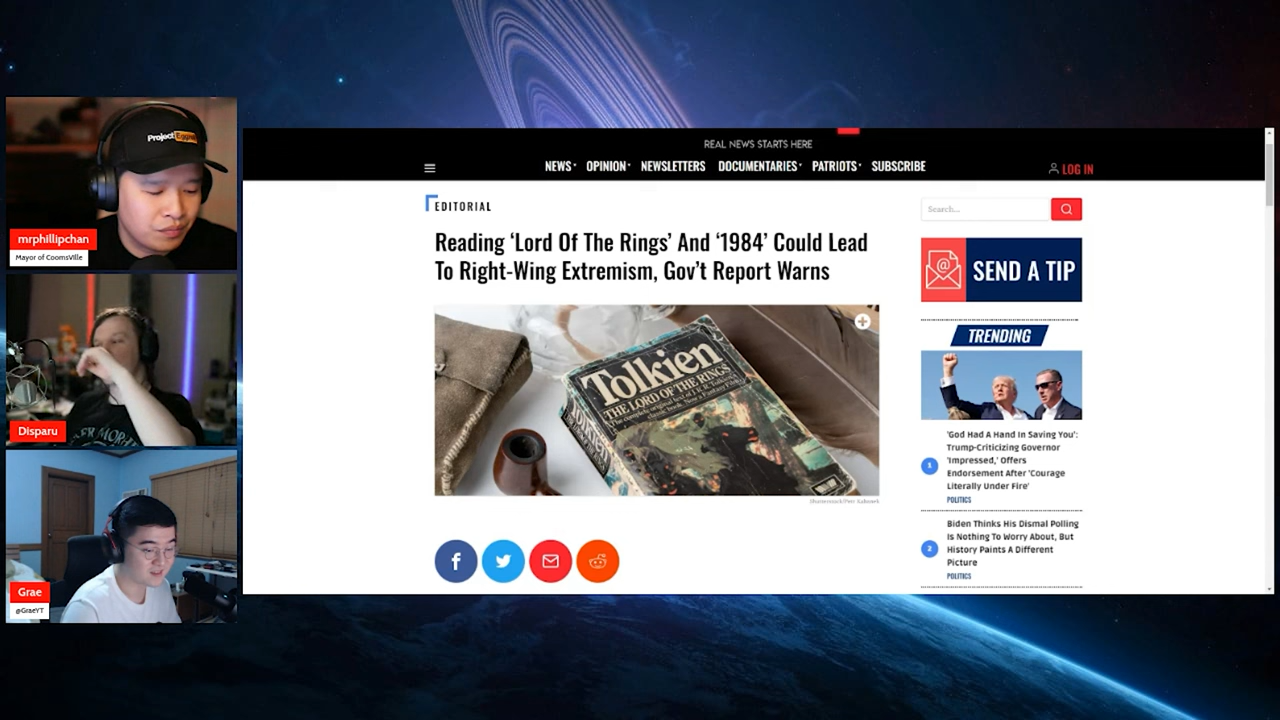 Project Eggnog
mrphillipchan
Mayor of CoomsVille
Disparu
Grae
@GraeYT
REAL NEWS STARTS HERE
NEWS
OPINION
NEWSLETTERS
DOCUMENTARIES
PATRIOTS
SUBSCRIBE
LOG IN
EDITORIAL
Reading ‘Lord Of The Rings’ And ‘1984’ Could Lead
To Right-Wing Extremism, Gov’t Report Warns
Tolkien
THE LORD OF THE RINGS
Search...
SEND A TIP
TRENDING
'God Had A Hand In Saving You':
Trump-Criticizing Governor
'Impressed,' Offers
Endorsement After 'Courage
Literally Under Fire'
1
POLITICS
Biden Thinks His Dismal Polling
Is Nothing To Worry About, But
History Paints A Different
Picture
2
POLITICS